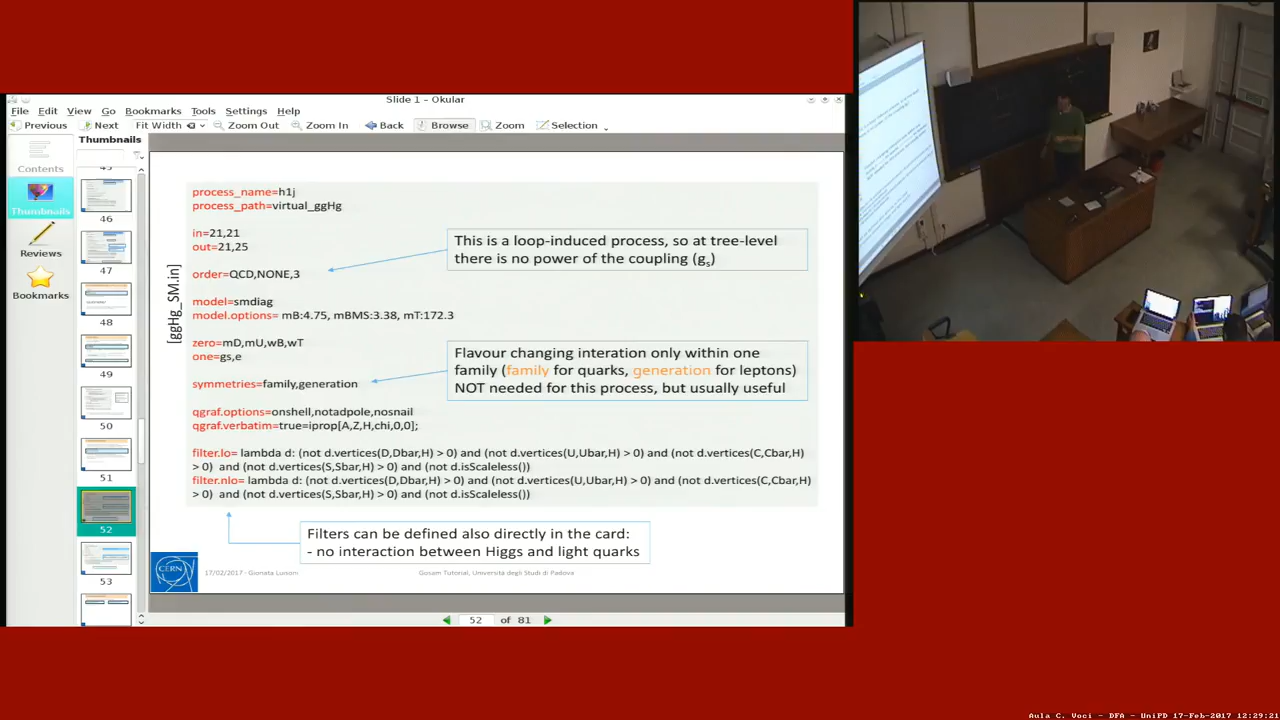 Slide 1 – Okular
File Edit View Go Bookmarks Tools Settings Help
Previous Next Fit Width Zoom Out Zoom In Back Browse Zoom Selection
Contents
Thumbnails
Reviews
Bookmarks
Thumbnails
45
46
47
48
49
50
51
52
53
process_name=h1j
process_path=virtual_ggHg
in=21,21
out=21,25
order=QCD,NONE,3
model=smdiag
model.options= mB:4.75, mBMS:3.38, mT:172.3
zero=mD,mU,wB,wT
one=gs,e
symmetries=family,generation
qgraf.options=onshell,notadpole,nosnail
qgraf.verbatim=true=iprop[A,Z,H,chi,0,0];
filter.lo= lambda d: (not d.vertices(D,Dbar,H) > 0) and (not d.vertices(U,Ubar,H) > 0) and (not d.vertices(C,Cbar,H)
> 0) and (not d.vertices(S,Sbar,H) > 0) and (not d.isScaleless())
filter.nlo= lambda d: (not d.vertices(D,Dbar,H) > 0) and (not d.vertices(U,Ubar,H) > 0) and (not d.vertices(C,Cbar,H)
> 0) and (not d.vertices(S,Sbar,H) > 0) and (not d.isScaleless())
[ggHg_SM.in]
This is a loop-induced process, so at tree-level
there is no power of the coupling (gs)
Flavour changing interation only within one
family (family for quarks, generation for leptons)
NOT needed for this process, but usually useful
Filters can be defined also directly in the card:
- no interaction between Higgs and light quarks
CERN
17/02/2017 - Gionata Luisoni
Gosam Tutorial, Università degli Studi di Padova
52 of 81
Aula C. Voci - DFA - UniPD 17-Feb-2017 12:29:21